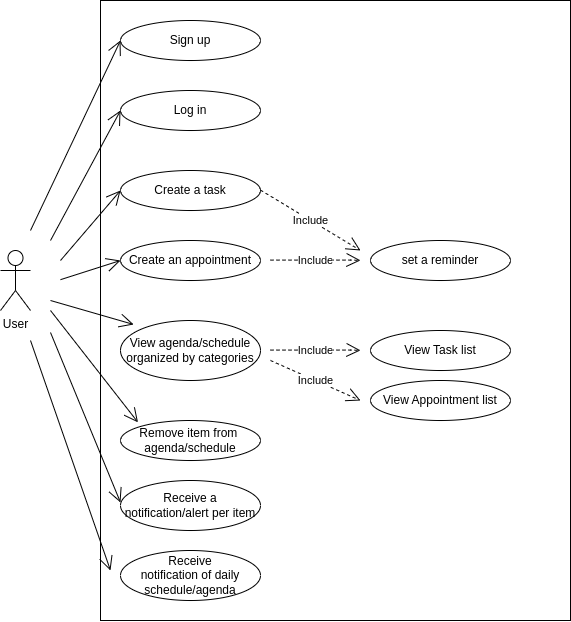 Sign up
Log in
Create a task
Include
Create an appointment
Include
set a reminder
User
View agenda/schedule
organized by categories
Include
View Task list
Include
View Appointment list
Remove item from
agenda/schedule
Receive a
notification/alert per item
Receive
notification of daily
schedule/agenda